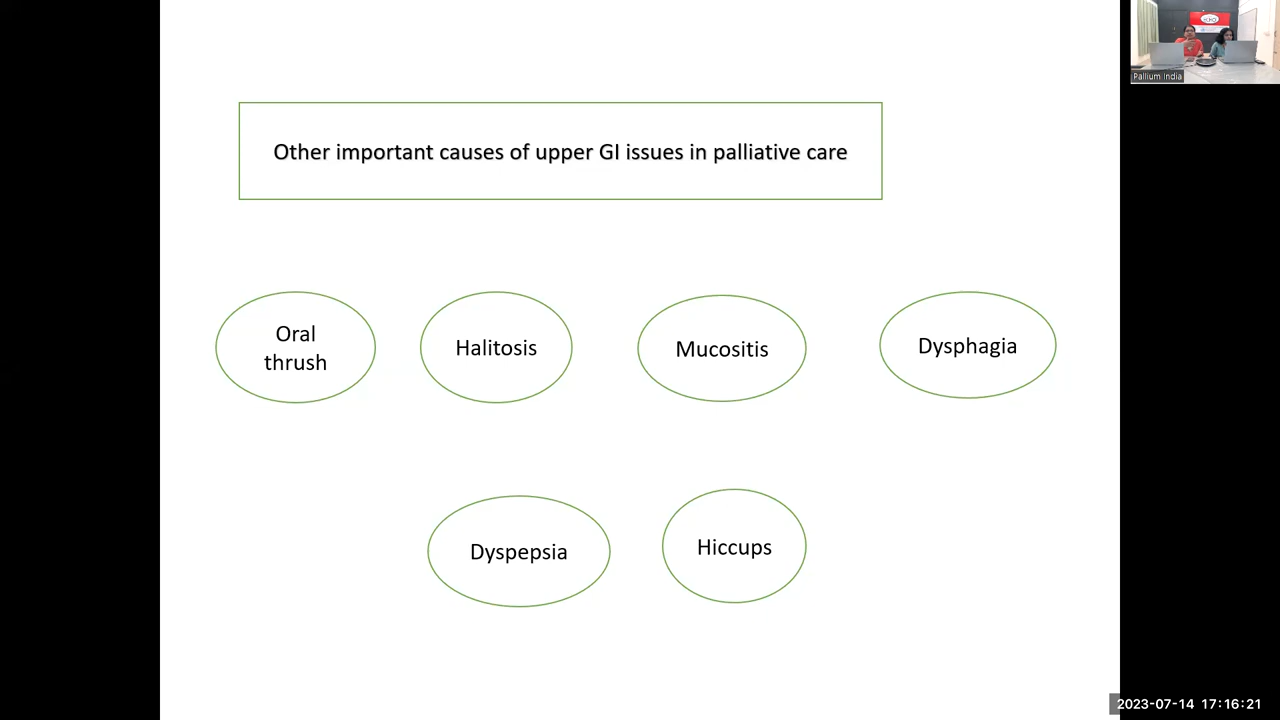 Other important causes of upper GI issues in palliative care
Oral
thrush
Halitosis
Mucositis
Dysphagia
Dyspepsia
Hiccups
Pallium India
2023-07-14 17:16:21